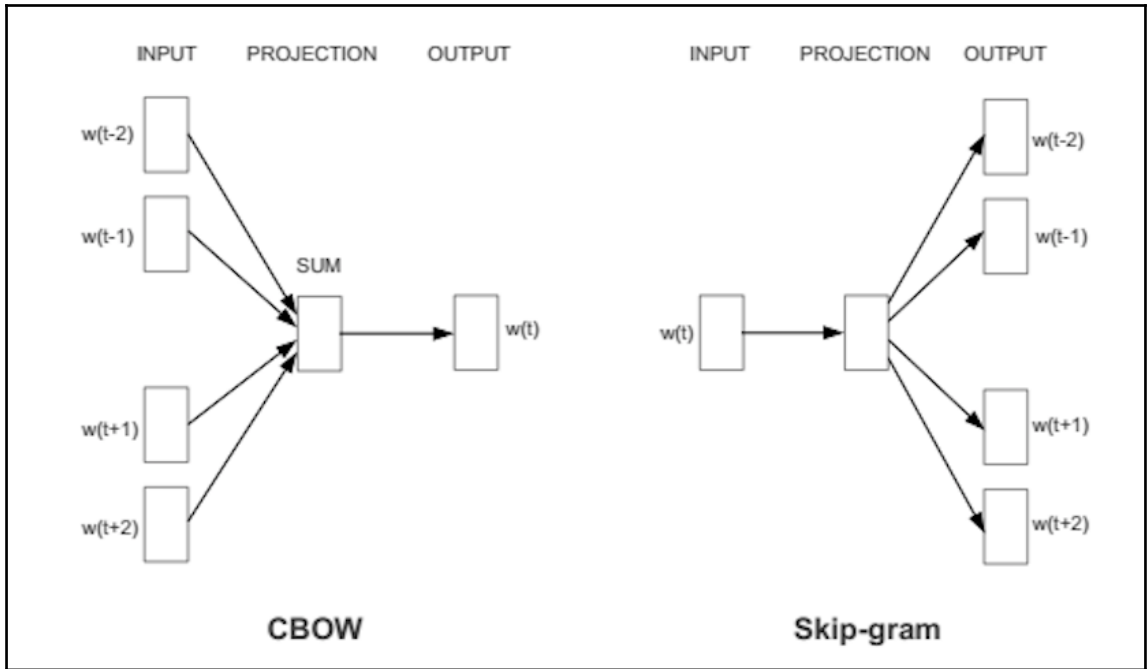 INPUT PROJECTION OUTPUT
w(t-2)
w(t-1)
SUM
w(t)
w(t+1)
w(t+2)
CBOW
INPUT PROJECTION OUTPUT
w(t-2)
w(t-1)
w(t)
w(t+1)
w(t+2)
Skip-gram